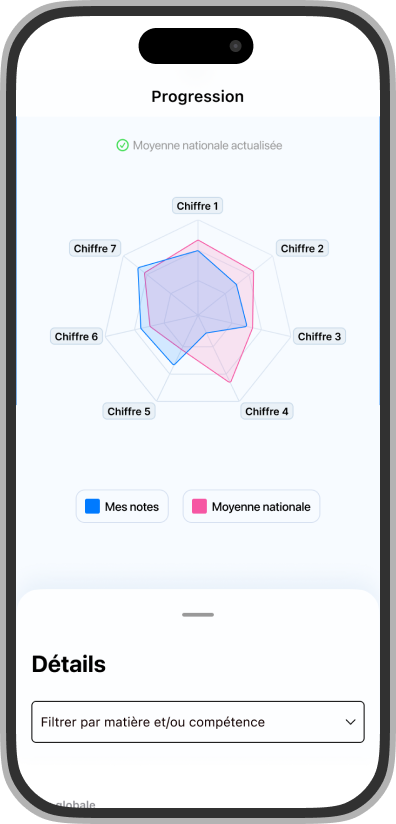 Progression
Moyenne nationale actualisée
Chiffre 1
Chiffre 7
Chiffre 2
Chiffre 6
Chiffre 3
Chiffre 5
Chiffre 4
Mes notes
Moyenne nationale
Détails
Filtrer par matière et/ou compétence
globale